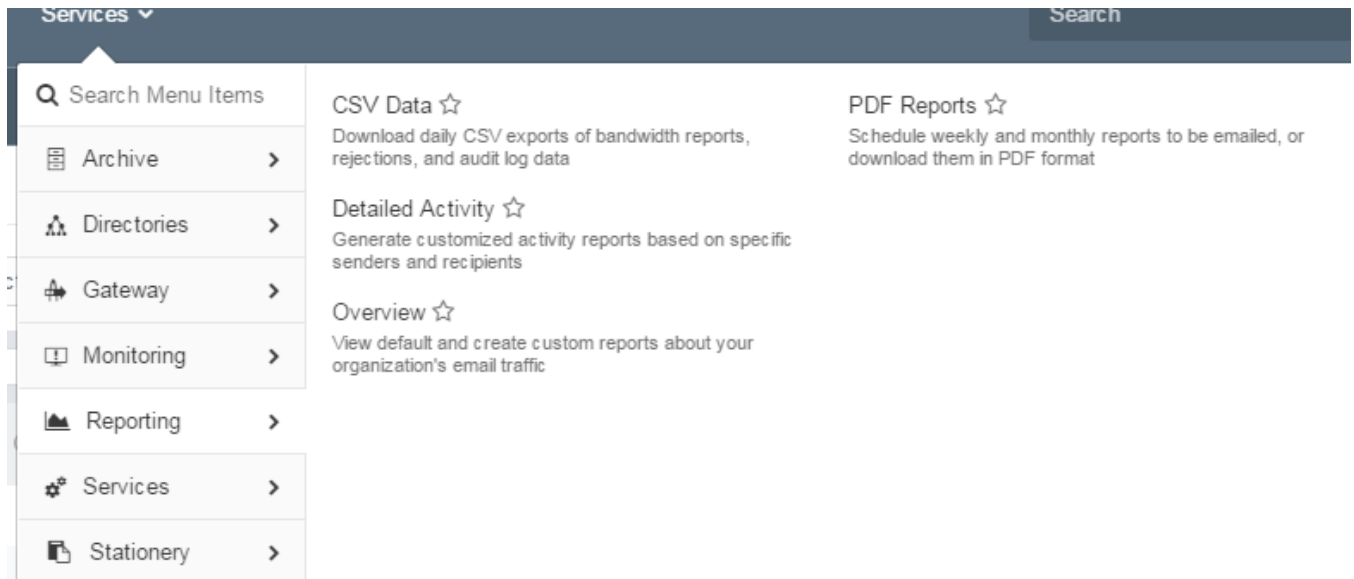 Services
Search
Search Menu Items
Archive
Directories
Gateway
Monitoring
Reporting
Services
Stationery
CSV Data
Download daily CSV exports of bandwidth reports,
rejections, and audit log data
Detailed Activity
Generate customized activity reports based on specific
senders and recipients
Overview
View default and create custom reports about your
organization's email traffic
PDF Reports
Schedule weekly and monthly reports to be emailed, or
download them in PDF format